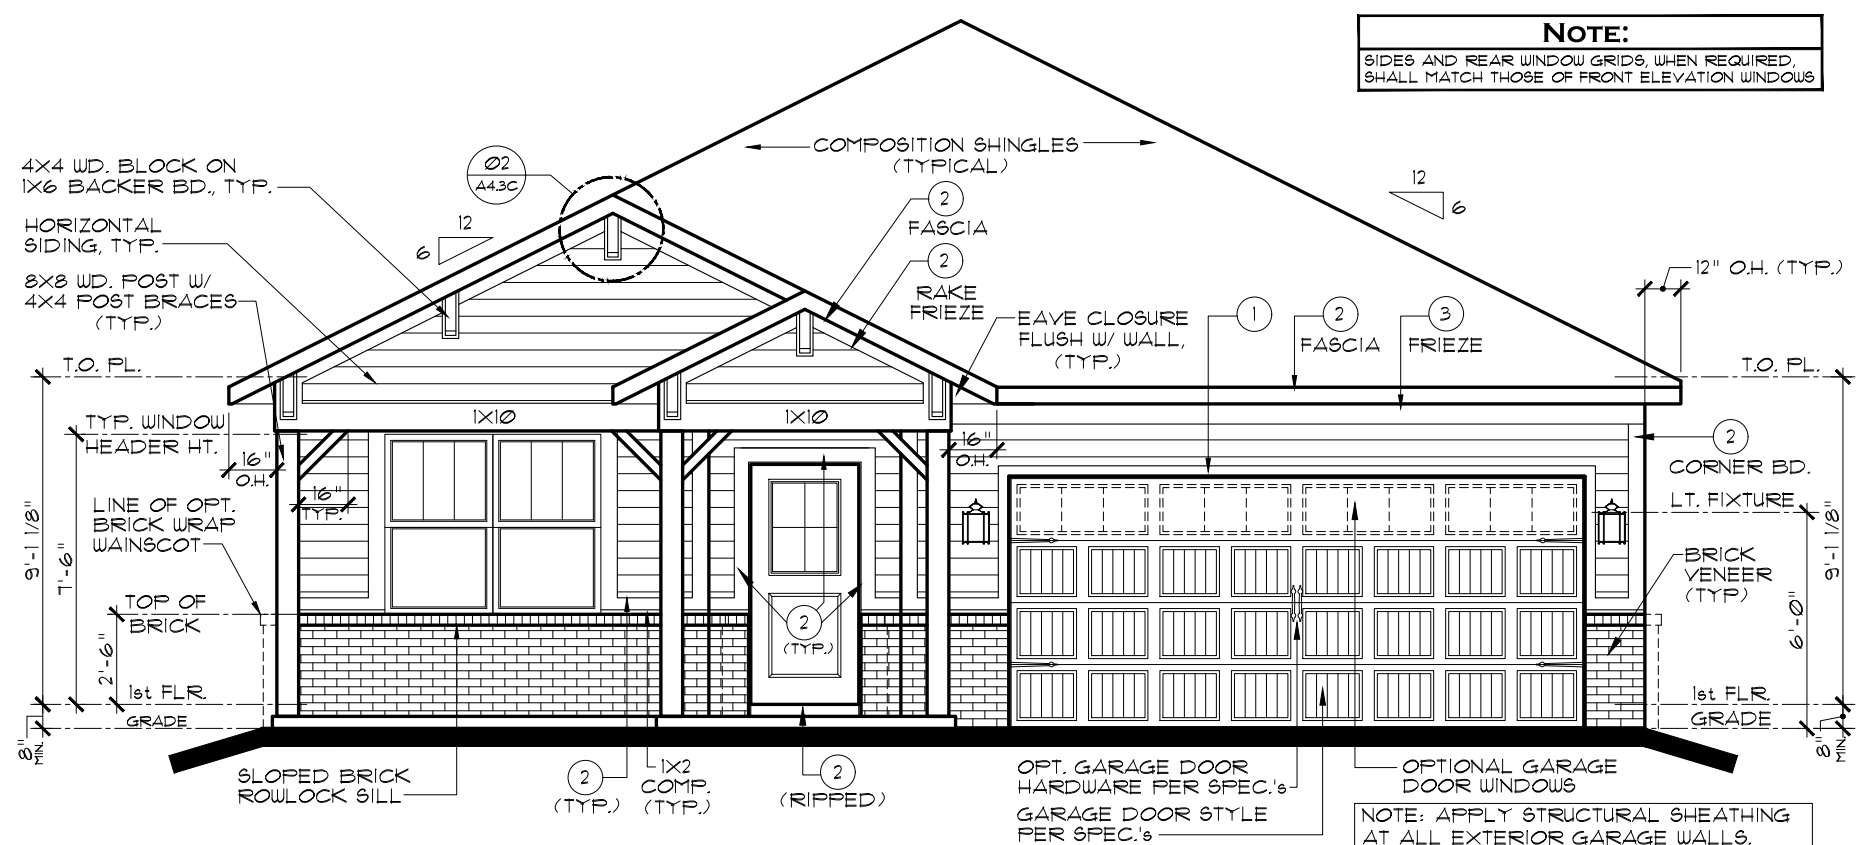 NOTE:
SIDES AND REAR WINDOW GRIDS, WHEN REQUIRED,
SHALL MATCH THOSE OF FRONT ELEVATION WINDOWS
COMPOSITION SHINGLES
(TYPICAL)
4X4 WD. BLOCK ON
1X6 BACKER BD., TYP.
HORIZONTAL
SIDING, TYP.
8X8 WD. POST W/
4X4 POST BRACES
(TYP.)
Ø2
A4.3C
12
6
2
FASCIA
2
RAKE
FRIEZE
EAVE CLOSURE
FLUSH W/ WALL,
(TYP.)
1
2
FASCIA
3
FRIEZE
12
6
12" O.H. (TYP.)
T.O. PL.
T.O. PL.
TYP. WINDOW
HEADER HT.
1X1Ø
1X1Ø
16"
O.H.
16"
TYP.
16"
O.H.
2
CORNER BD.
LT. FIXTURE
LINE OF OPT.
BRICK WRAP
WAINSCOT
9'-1 1/8"
7'-6"
TOP OF
BRICK
2'-6"
1st FLR.
GRADE
8"
MIN.
2
(TYP.)
BRICK
VENEER
(TYP)
9'-1 1/8"
6'-0"
1st FLR.
GRADE
8"
MIN.
SLOPED BRICK
ROWLOCK SILL
2
(TYP.)
1X2
COMP.
(TYP.)
2
(RIPPED)
OPT. GARAGE DOOR
HARDWARE PER SPEC.'s
GARAGE DOOR STYLE
PER SPEC.'s
OPTIONAL GARAGE
DOOR WINDOWS
NOTE: APPLY STRUCTURAL SHEATHING
AT ALL EXTERIOR GARAGE WALLS.